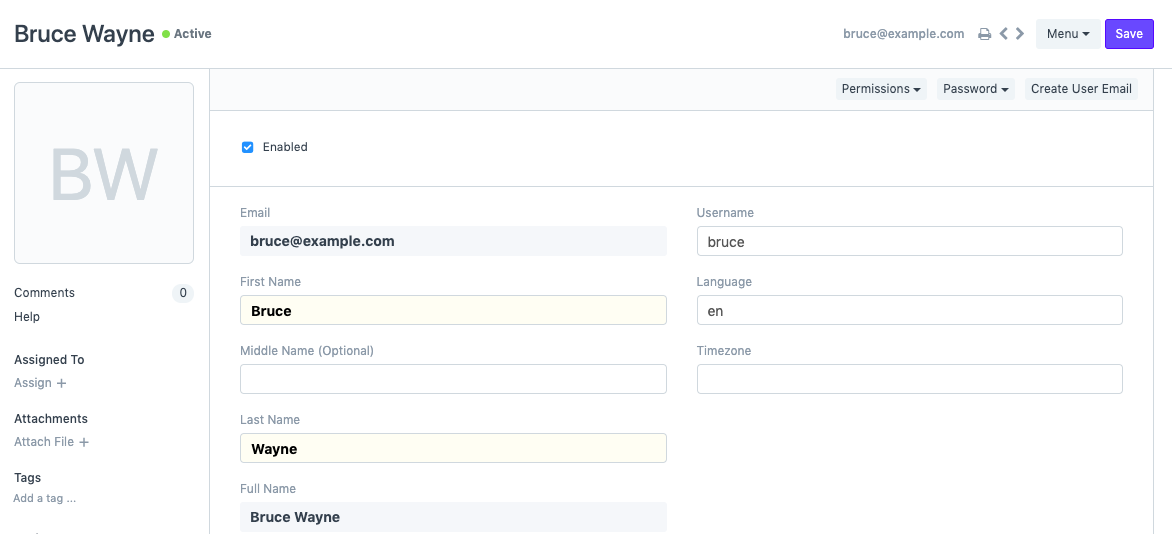 Bruce Wayne Active
bruce@example.com Menu Save
Permissions Password Create User Email
BW
Enabled
Email
bruce@example.com
Username
bruce
First Name
Bruce
Language
en
Middle Name (Optional)
Timezone
Last Name
Wayne
Full Name
Bruce Wayne
Comments 0
Help
Assigned To
Assign +
Attachments
Attach File +
Tags
Add a tag ...